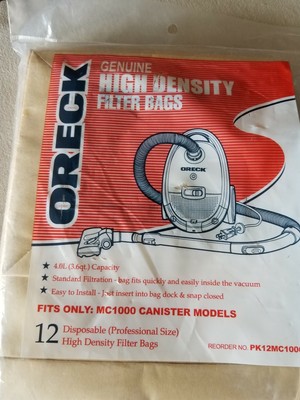 ORECK
GENUINE
HIGH DENSITY
FILTER BAGS
ORECK
★ 4.0L (3.6qt.) Capacity
★ Standard Filtration - bag fits quickly and easily inside the vacuum
★ Easy to Install - Just insert into bag dock & snap closed
FITS ONLY: MC1000 CANISTER MODELS
12 Disposable (Professional Size)
High Density Filter Bags
REORDER NO. PK12MC1000